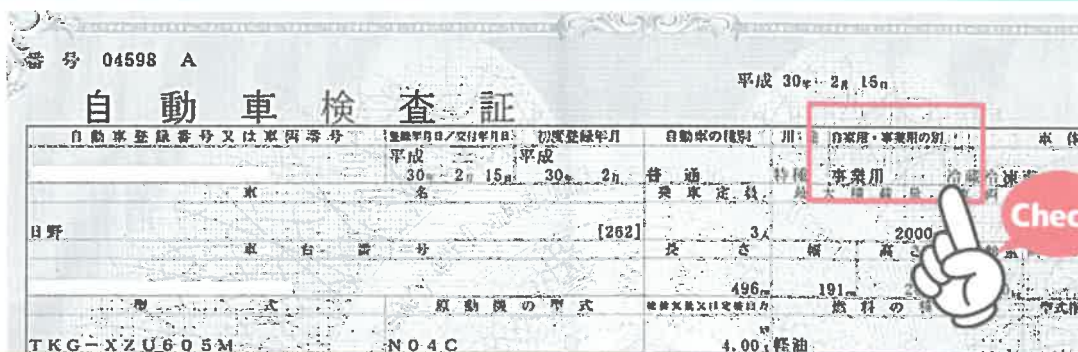 番号 04598 A
平成 30年 2月 15日
自動車検査証
自動車登録番号又は車両番号 登録年月日/交付年月日 初度登録年月 自動車の種別 用途 自家用・事業用の別
平成 平成
30年 2月 15日 30年 2月 普通 特種 事業用 冷蔵冷凍
車名 乗車定員 最大積載量
日野 [262] 3人 2000
Chec
車台番号 長さ 幅 高
496cm 191cm
型式 原動機の型式 総排気量又は定格出力 燃料の
TKG-XZU605M N04C 4.00 軽油